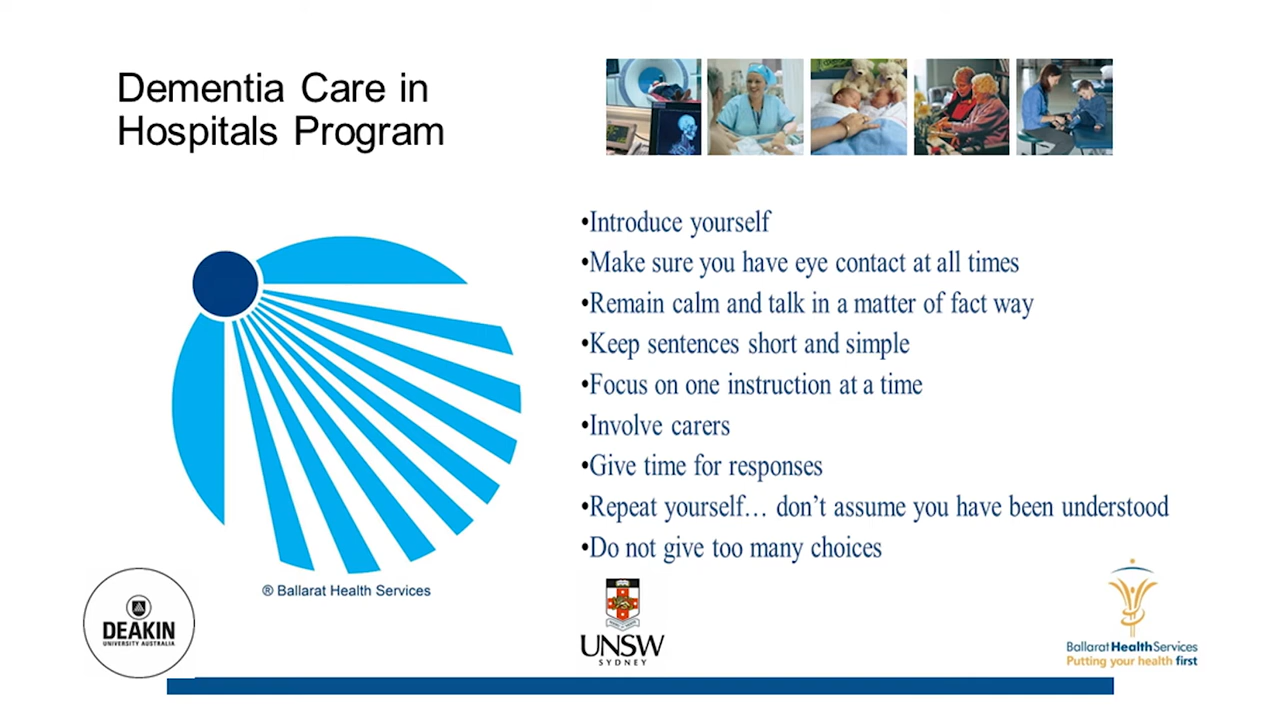 Dementia Care in
Hospitals Program
•Introduce yourself
•Make sure you have eye contact at all times
•Remain calm and talk in a matter of fact way
•Keep sentences short and simple
•Focus on one instruction at a time
•Involve carers
•Give time for responses
•Repeat yourself… don’t assume you have been understood
•Do not give too many choices
® Ballarat Health Services
DEAKIN
UNIVERSITY AUSTRALIA
UNSW
SYDNEY
Ballarat HealthServices
Putting your health first